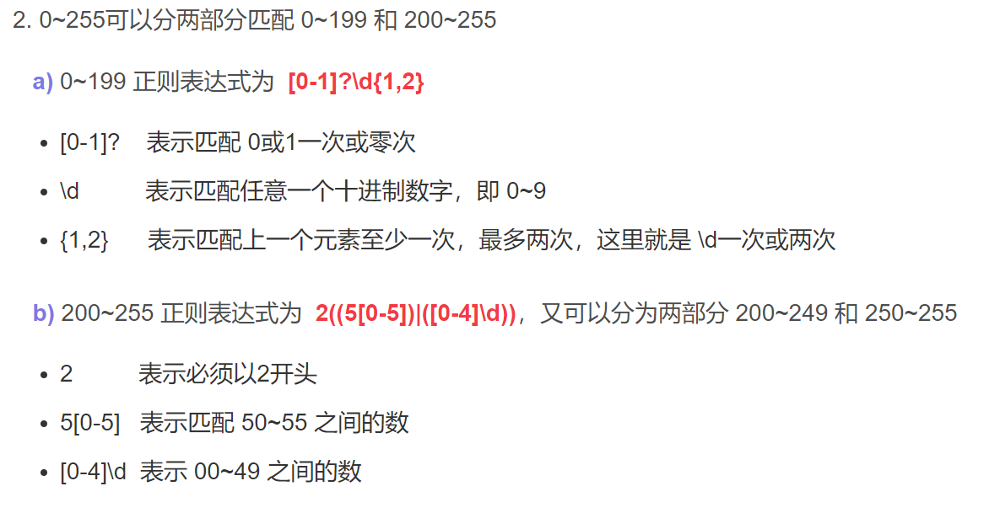 2. 0~255可以分两部分匹配 0~199 和 200~255
a) 0~199 正则表达式为 [0-1]?\d{1,2}
• [0-1]? 表示匹配 0或1一次或零次
• \d 表示匹配任意一个十进制数字，即 0~9
• {1,2} 表示匹配上一个元素至少一次，最多两次，这里就是 \d一次或两次
b) 200~255 正则表达式为 2((5[0-5])|([0-4]\d))，又可以分为两部分 200~249 和 250~255
• 2 表示必须以2开头
• 5[0-5] 表示匹配 50~55 之间的数
• [0-4]\d 表示 00~49 之间的数